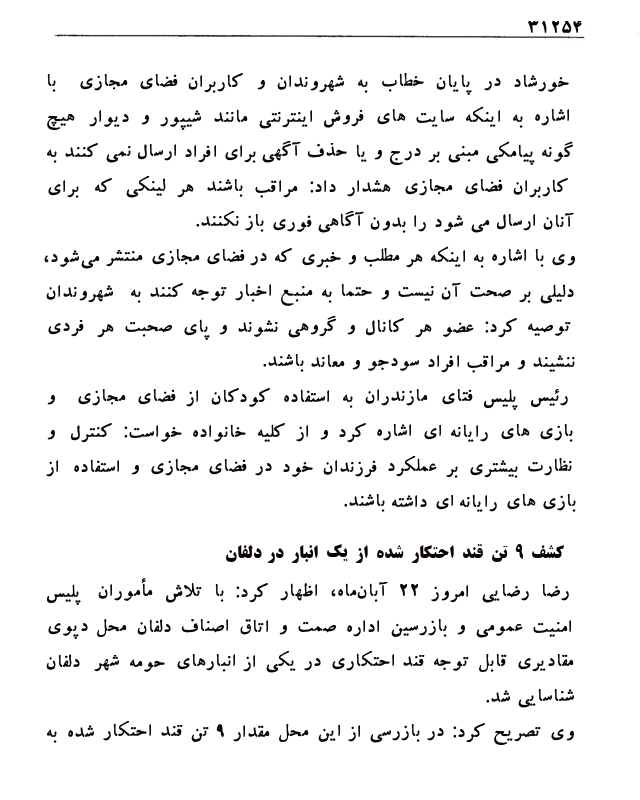 ۳۱۲۵۴
خورشاد در پایان خطاب به شهروندان و کاربران فضای مجازی با
اشاره به اینکه سایت های فروش اینترنتی مانند شیپور و دیوار هیچ
گونه پیامکی مبنی بر درج و یا حذف آگهی برای افراد ارسال نمی کنند به
کاربران فضای مجازی هشدار داد: مراقب باشند هر لینکی که برای
آنان ارسال می شود را بدون آگاهی فوری باز نکنند.
وی با اشاره به اینکه هر مطلب و خبری که در فضای مجازی منتشر می‌شود،
دلیلی بر صحت آن نیست و حتما به منبع اخبار توجه کنند به شهروندان
توصیه کرد: عضو هر کانال و گروهی نشوند و پای صحبت هر فردی
ننشیند و مراقب افراد سودجو و معاند باشند.
رئیس پلیس فتای مازندران به استفاده کودکان از فضای مجازی و
بازی های رایانه ای اشاره کرد و از کلیه خانواده خواست: کنترل و
نظارت بیشتری بر عملکرد فرزندان خود در فضای مجازی و استفاده از
بازی های رایانه ای داشته باشند.
کشف ۹ تن قند احتکار شده از یک انبار در دلفان
رضا رضایی امروز ۲۲ آبان‌ماه، اظهار کرد: با تلاش مأموران پلیس
امنیت عمومی و بازرسین اداره صمت و اتاق اصناف دلفان محل دپوی
مقادیری قابل توجه قند احتکاری در یکی از انبارهای حومه شهر دلفان
شناسایی شد.
وی تصریح کرد: در بازرسی از این محل مقدار ۹ تن قند احتکار شده به